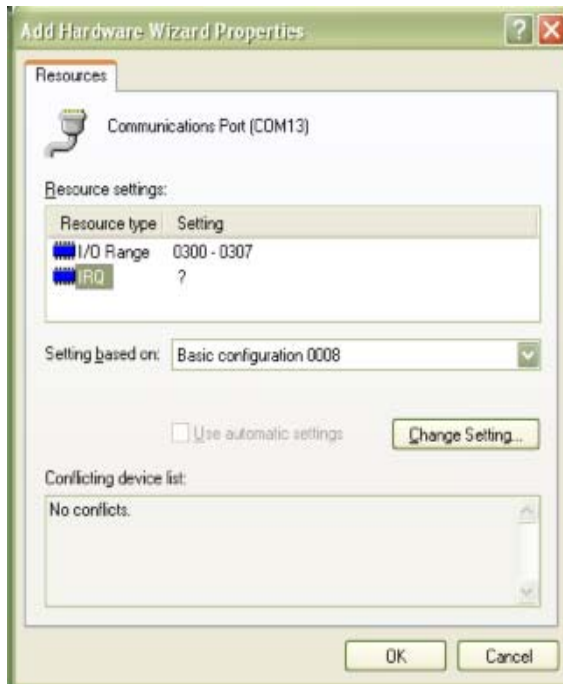 Add Hardware Wizard Properties
Resources
Communications Port (COM13)
Resource settings:
Resource type Setting
I/O Range 0300 - 0307
IRQ ?
Setting based on: Basic configuration 0008
Use automatic settings Change Setting...
Conflicting device list:
No conflicts.
OK Cancel